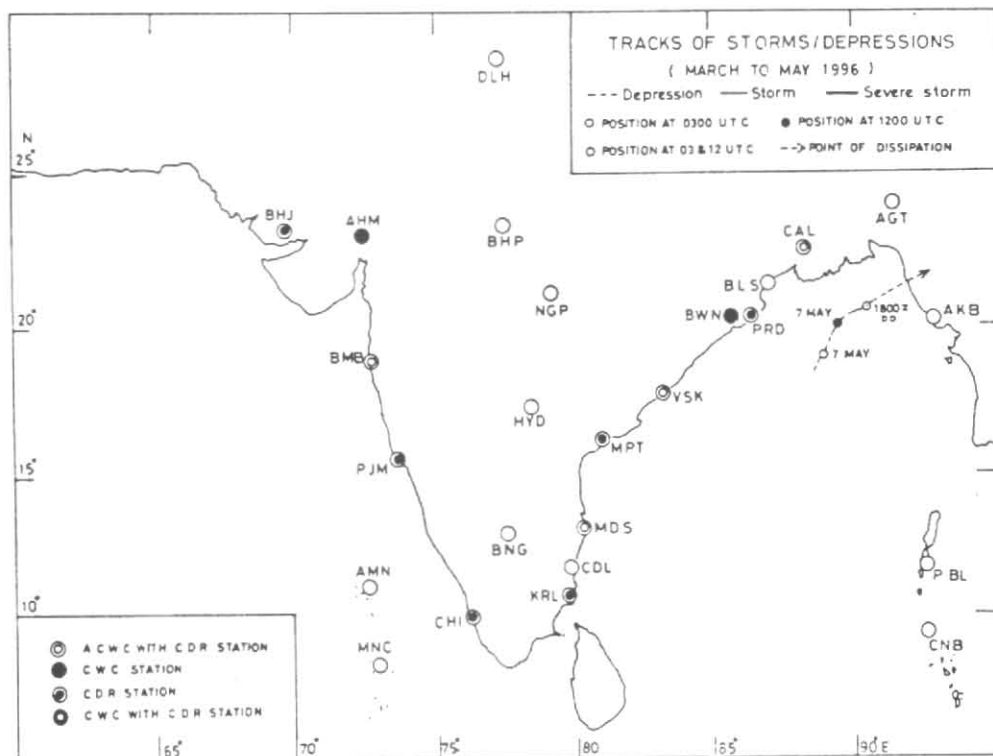 TRACKS OF STORMS/DEPRESSIONS
( MARCH TO MAY 1996 )
Depression Storm Severe storm
POSITION AT 0300 UTC POSITION AT 1200 UTC
POSITION AT 03 & 12 UTC POINT OF DISSIPATION
DLH
N
25°
BHJ
AHM
BHP
CAL
AGT
BLS
NGP
BWN
PRD
7 MAY
1800Z
DD
AKB
20°
7 MAY
BMB
VSK
HYD
MPT
PJM
15°
MDS
BNG
CDL
AMN
P BL
KRL
10°
CHI
CNB
MNC
A CWC WITH CDR STATION
CWC STATION
CDR STATION
CWC WITH CDR STATION
65° 70° 75° 80 85° 90°E